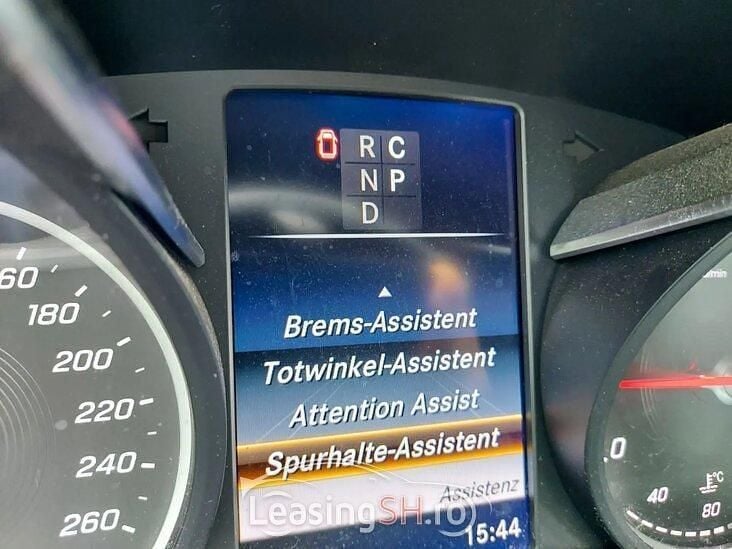 R C
N P
D
Brems-Assistent
Totwinkel-Assistent
Attention Assist
Spurhalte-Assistent
Assistenz
LeasingSH.ro
15:44
60
180
200
220
240
260
0
°C
40
80